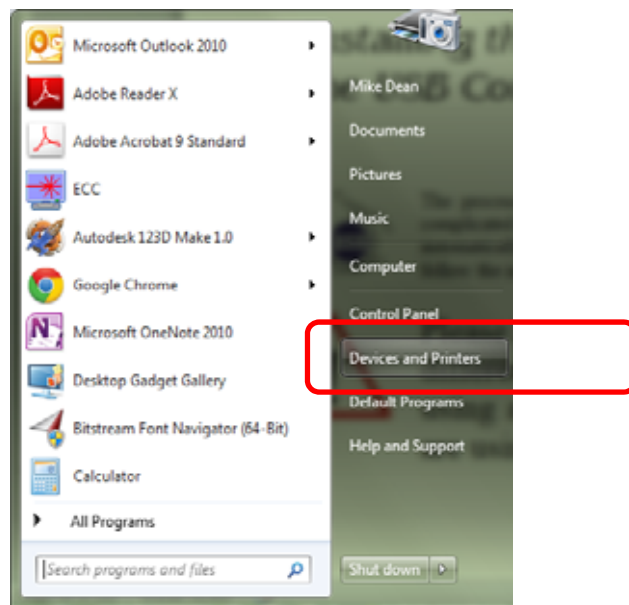 Microsoft Outlook 2010
Adobe Reader X
Adobe Acrobat 9 Standard
ECC
Autodesk 123D Make 1.0
Google Chrome
Microsoft OneNote 2010
Desktop Gadget Gallery
Bitstream Font Navigator (64-Bit)
Calculator
All Programs
Search programs and files
Mike Dean
Documents
Pictures
Music
Computer
Control Panel
Devices and Printers
Default Programs
Help and Support
Shut down